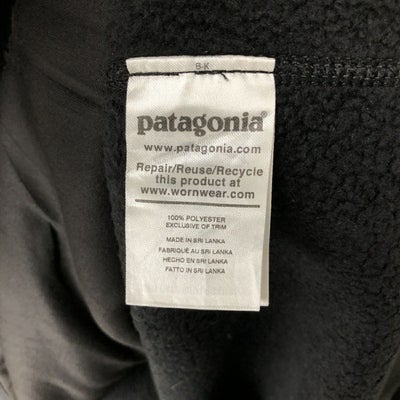 B-K
patagonia®
www.patagonia.com
Repair/Reuse/Recycle
this product at
www.wornwear.com
100% POLYESTER
EXCLUSIVE OF TRIM
MADE IN SRI LANKA
FABRIQUÉ AU SRI LANKA
HECHO EN SRI LANKA
FATTO IN SRI LANKA